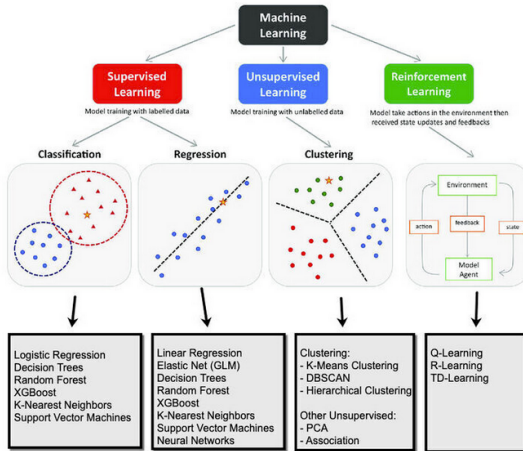 Machine
Learning
Supervised
Learning
Unsupervised
Learning
Reinforcement
Learning
Model training with labelled data
Model training with unlabelled data
Model take actions in the environment then
received state updates and feedbacks
Classification
Regression
Clustering
Environment
action
feedback
state
Model
Agent
Logistic Regression
Decision Trees
Random Forest
XGBoost
K-Nearest Neighbors
Support Vector Machines
Linear Regression
Elastic Net (GLM)
Decision Trees
Random Forest
XGBoost
K-Nearest Neighbors
Support Vector Machines
Neural Networks
Clustering:
- K-Means Clustering
- DBSCAN
- Hierarchical Clustering
Other Unsupervised:
- PCA
- Association
Q-Learning
R-Learning
TD-Learning